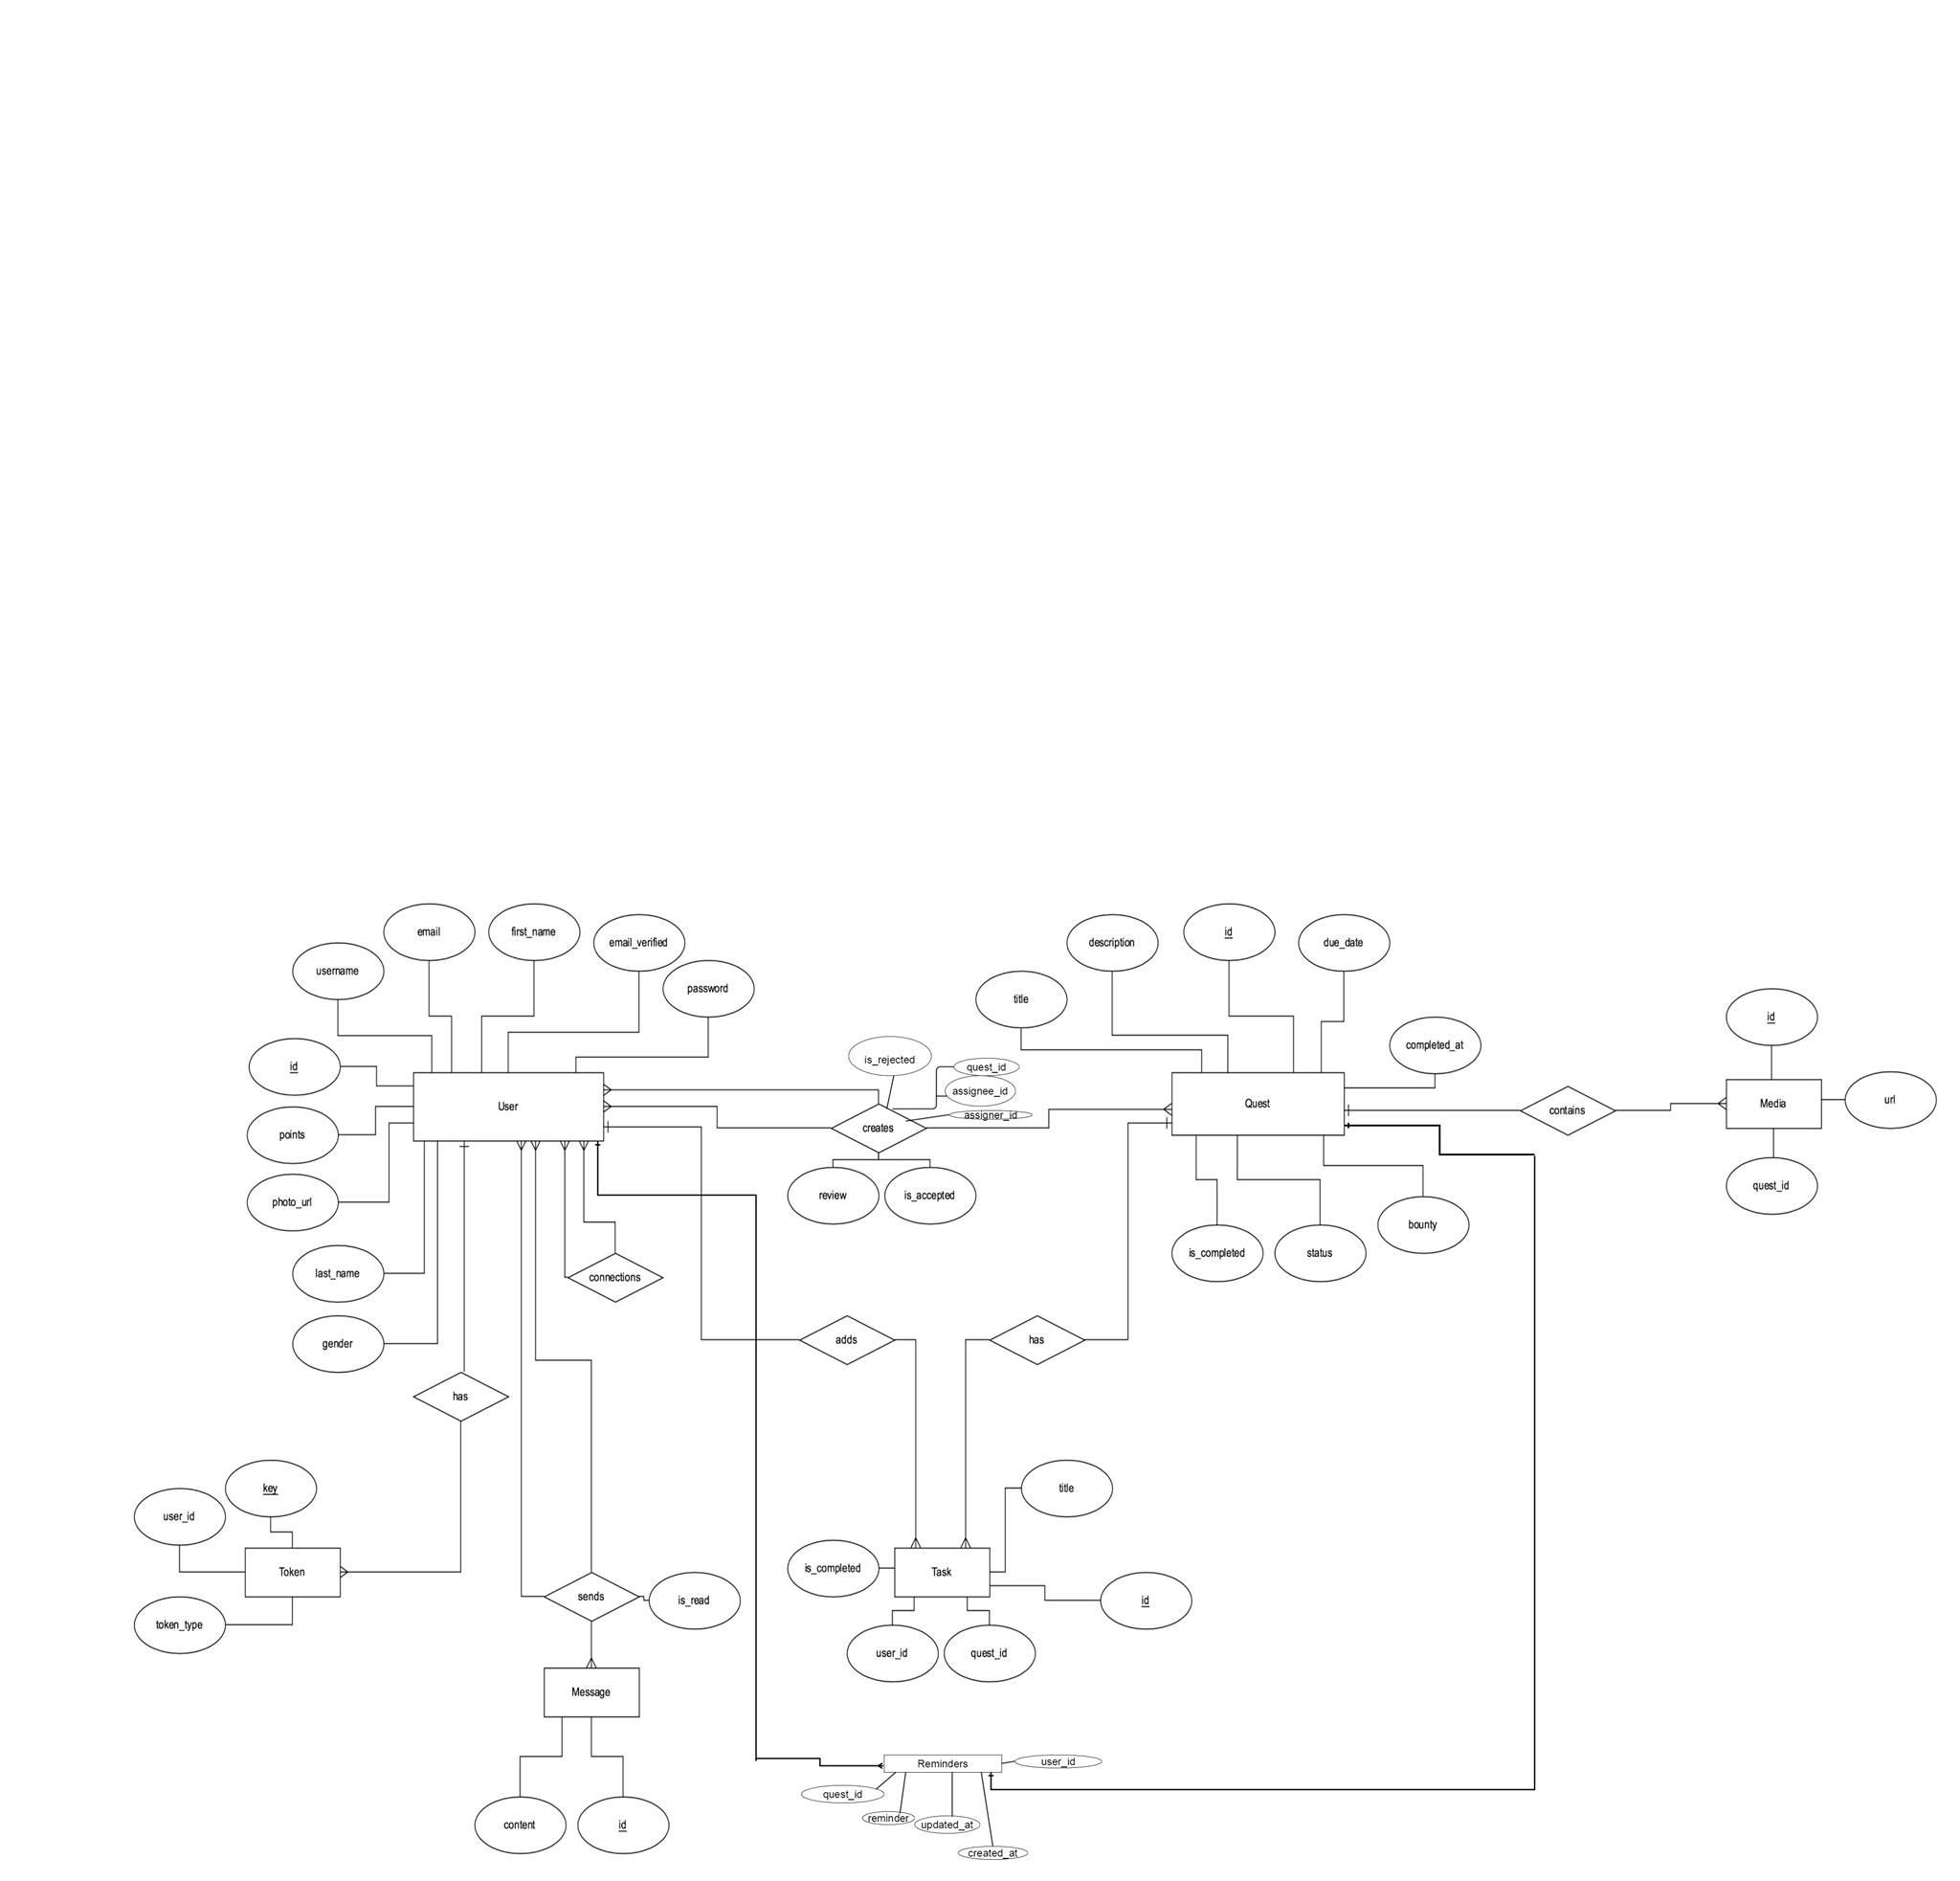 email
first_name
email_verified
username
password
description
id
due_date
title
id
completed_at
is_rejected
quest_id
assignee_id
assigner_id
id
User
points
creates
Quest
contains
Media
url
photo_url
review
is_accepted
quest_id
is_completed
status
bounty
last_name
connections
gender
adds
has
has
key
user_id
Token
token_type
title
is_completed
Task
id
sends
is_read
user_id
quest_id
Message
Reminders
user_id
quest_id
reminder
updated_at
created_at
content
id